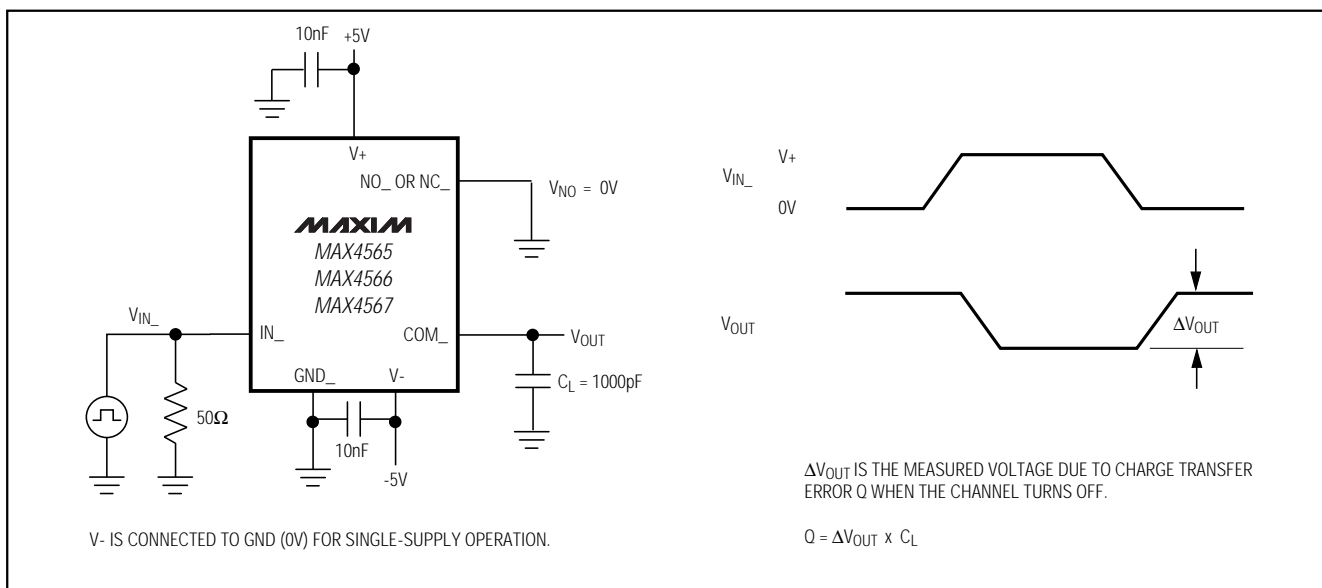 10nF
+5V
V+
NO_ OR NC_
V_NO = 0V
MAXIM
MAX4565
MAX4566
MAX4567
V_IN_
IN_
COM_
V_OUT
GND_
V-
C_L = 1000pF
50Ω
10nF
-5V
V- IS CONNECTED TO GND (0V) FOR SINGLE-SUPPLY OPERATION.
V+
V_IN_
0V
V_OUT
ΔV_OUT
ΔV_OUT IS THE MEASURED VOLTAGE DUE TO CHARGE TRANSFER
ERROR Q WHEN THE CHANNEL TURNS OFF.
Q = ΔV_OUT x C_L